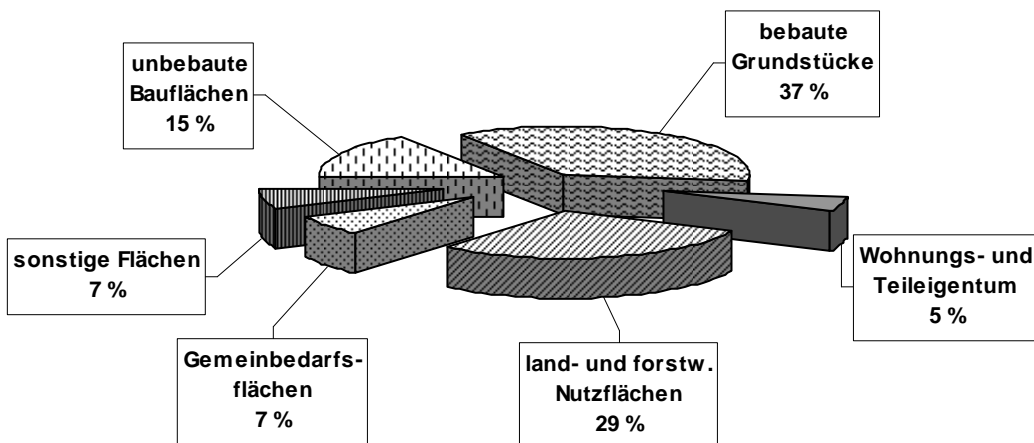 unbebaute
Bauflächen
15 %
bebaute
Grundstücke
37 %
sonstige Flächen
7 %
Wohnungs- und
Teileigentum
5 %
Gemeinbedarfs-
flächen
7 %
land- und forstw.
Nutzflächen
29 %